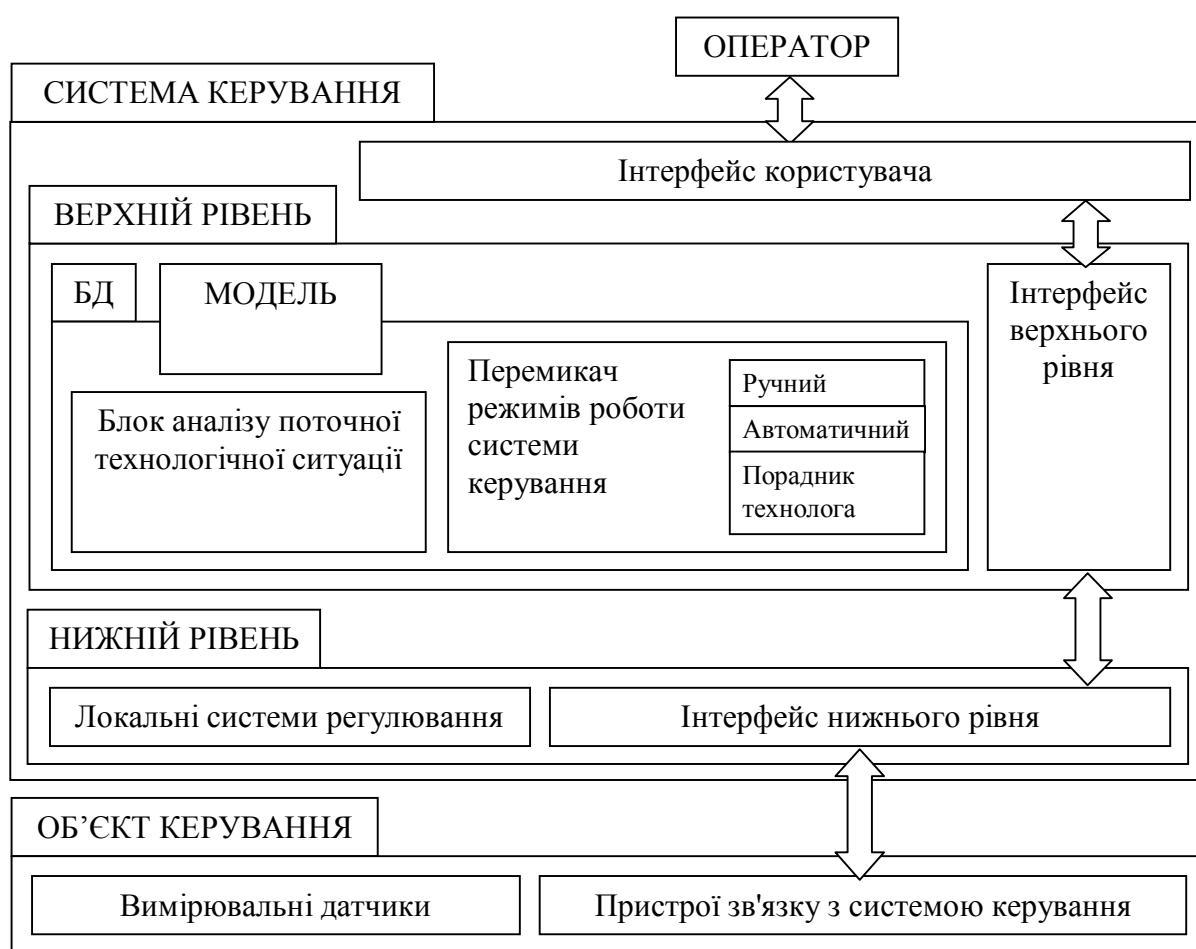 ОПЕРАТОР
СИСТЕМА КЕРУВАННЯ
Інтерфейс користувача
ВЕРХНІЙ РІВЕНЬ
БД
МОДЕЛЬ
Інтерфейс
верхнього
рівня
Блок аналізу поточної
технологічної ситуації
Перемикач
режимів роботи
системи
керування
Ручний
Автоматичний
Порадник
технолога
НИЖНІЙ РІВЕНЬ
Локальні системи регулювання
Інтерфейс нижнього рівня
ОБ’ЄКТ КЕРУВАННЯ
Вимірювальні датчики
Пристрої зв'язку з системою керування